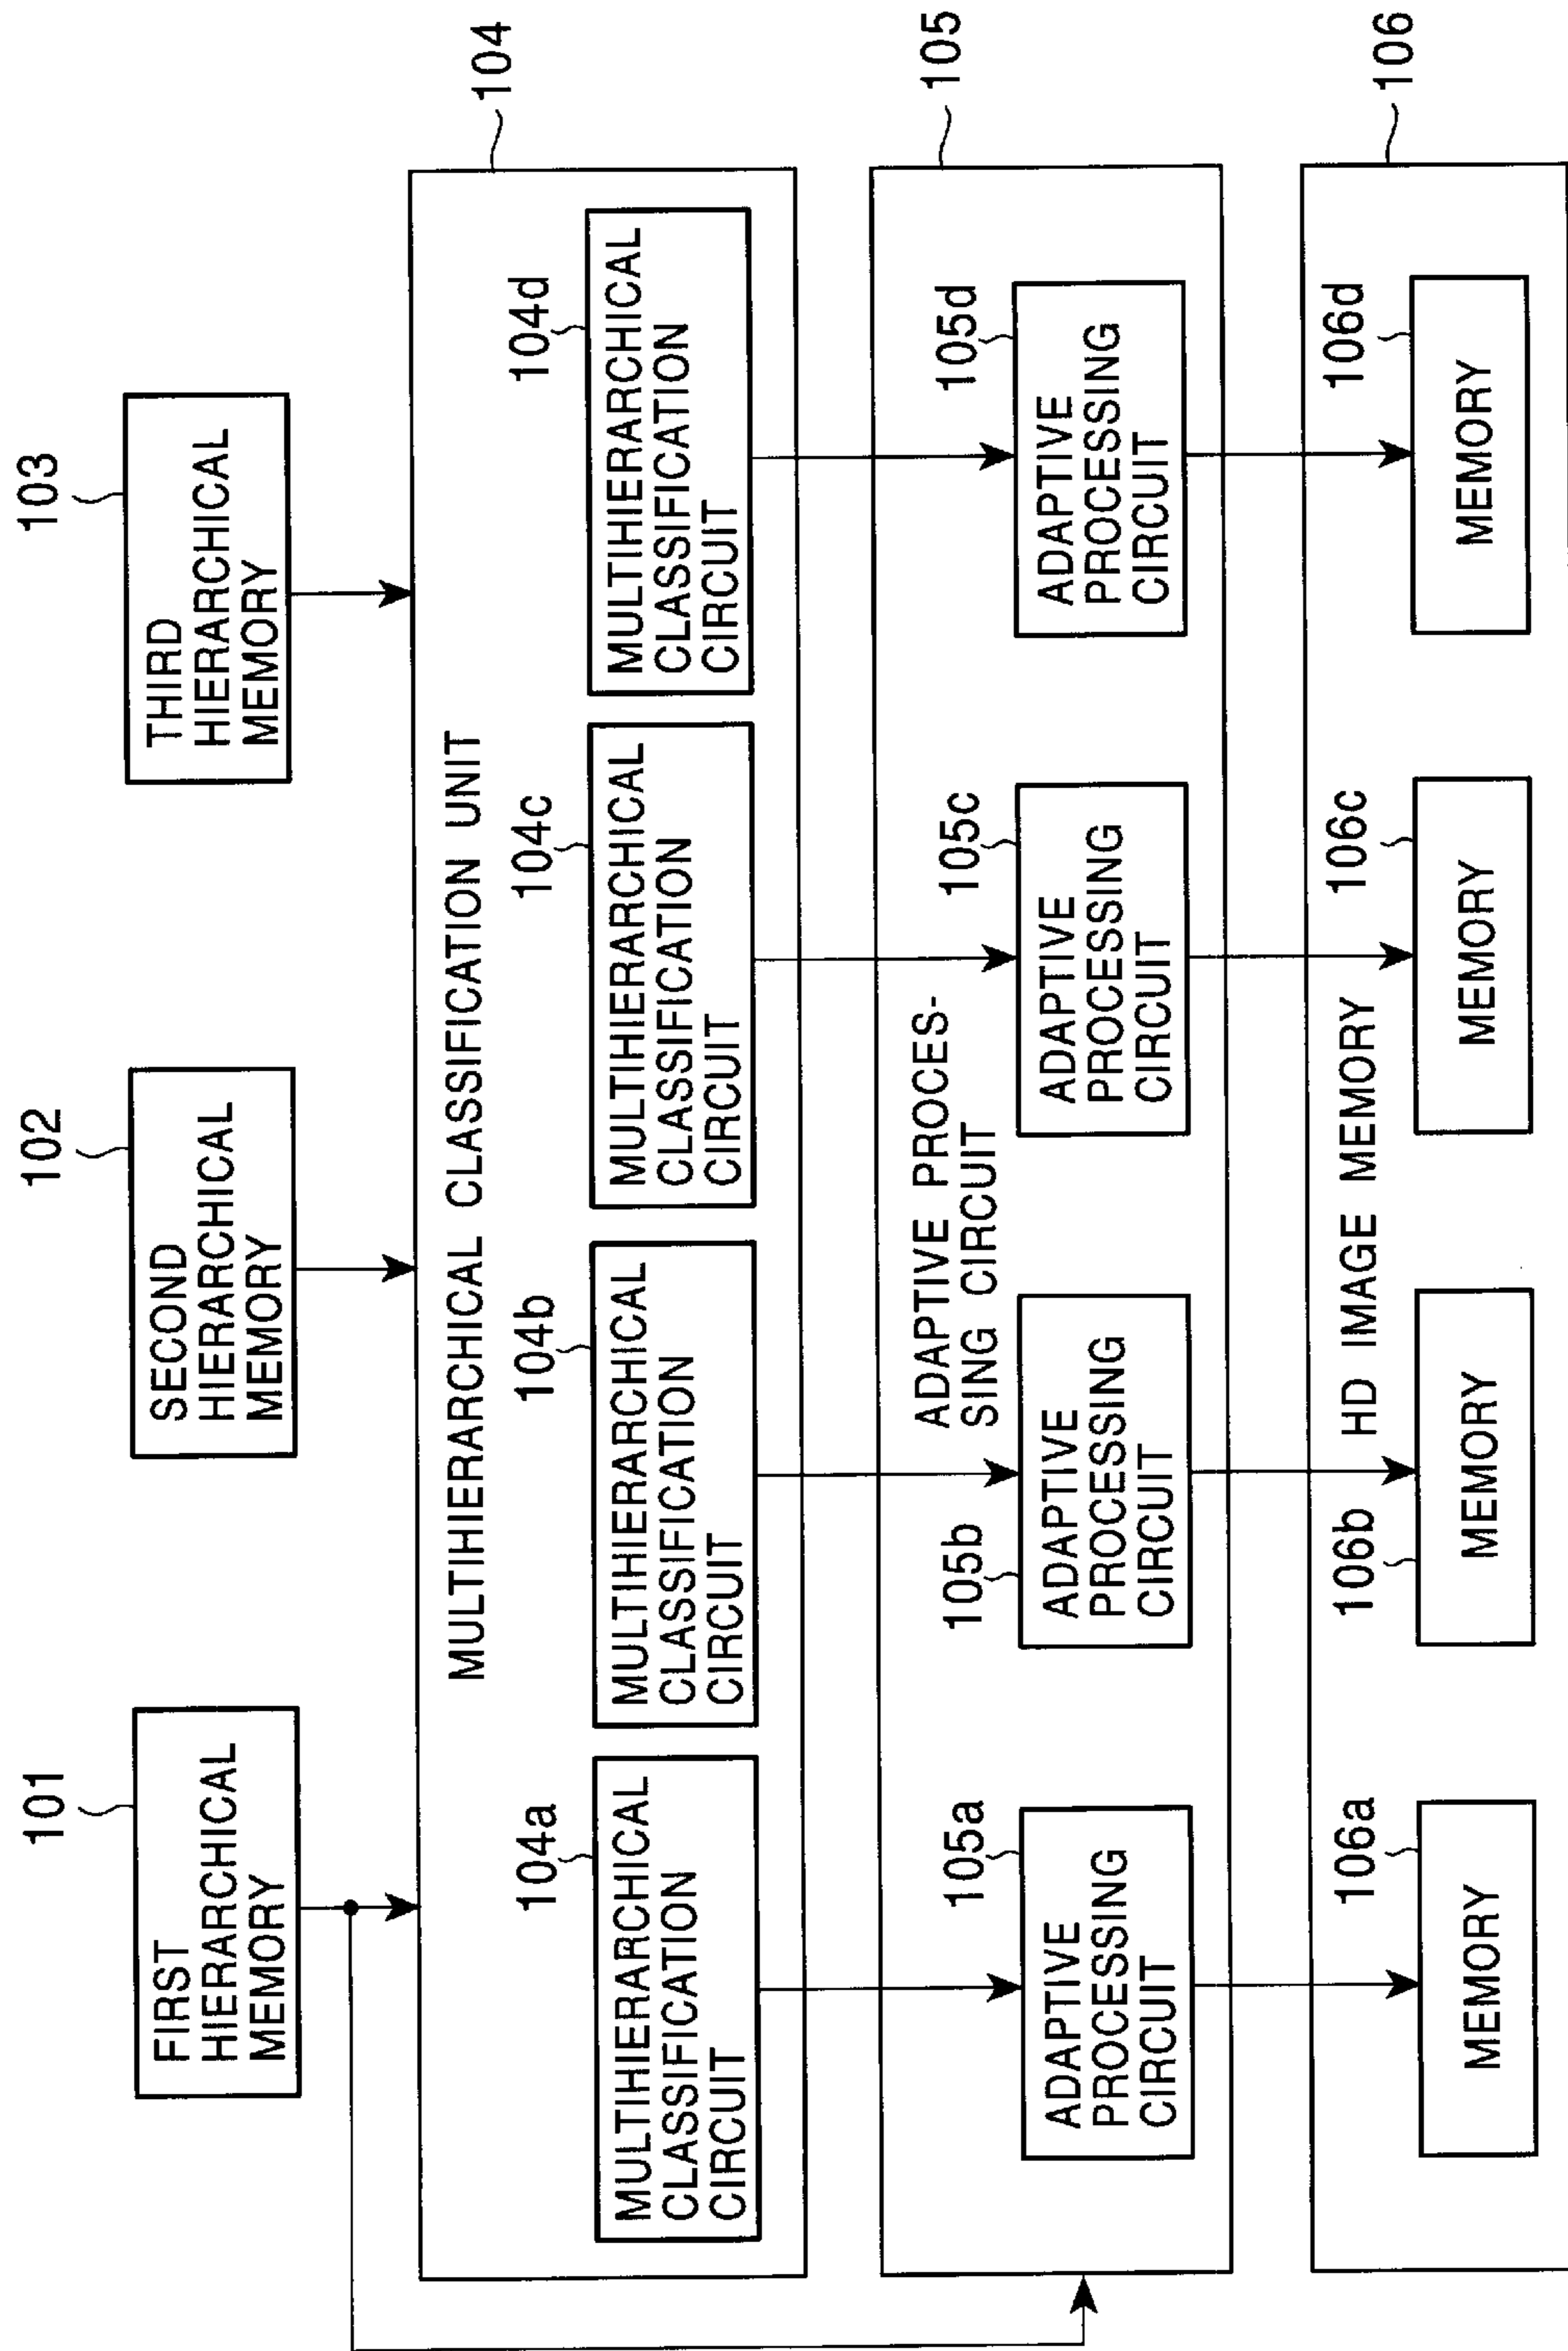 101
FIRST
HIERARCHICAL
MEMORY
102
SECOND
HIERARCHICAL
MEMORY
103
THIRD
HIERARCHICAL
MEMORY
104
MULTIHIERARCHICAL CLASSIFICATION UNIT
104a
MULTIHIERARCHICAL
CLASSIFICATION
CIRCUIT
104b
MULTIHIERARCHICAL
CLASSIFICATION
CIRCUIT
104c
MULTIHIERARCHICAL
CLASSIFICATION
CIRCUIT
104d
MULTIHIERARCHICAL
CLASSIFICATION
CIRCUIT
105
ADAPTIVE PROCES-
SING CIRCUIT
105a
ADAPTIVE
PROCESSING
CIRCUIT
105b
ADAPTIVE
PROCESSING
CIRCUIT
105c
ADAPTIVE
PROCESSING
CIRCUIT
105d
ADAPTIVE
PROCESSING
CIRCUIT
106
HD IMAGE MEMORY
106a
MEMORY
106b
MEMORY
106c
MEMORY
106d
MEMORY